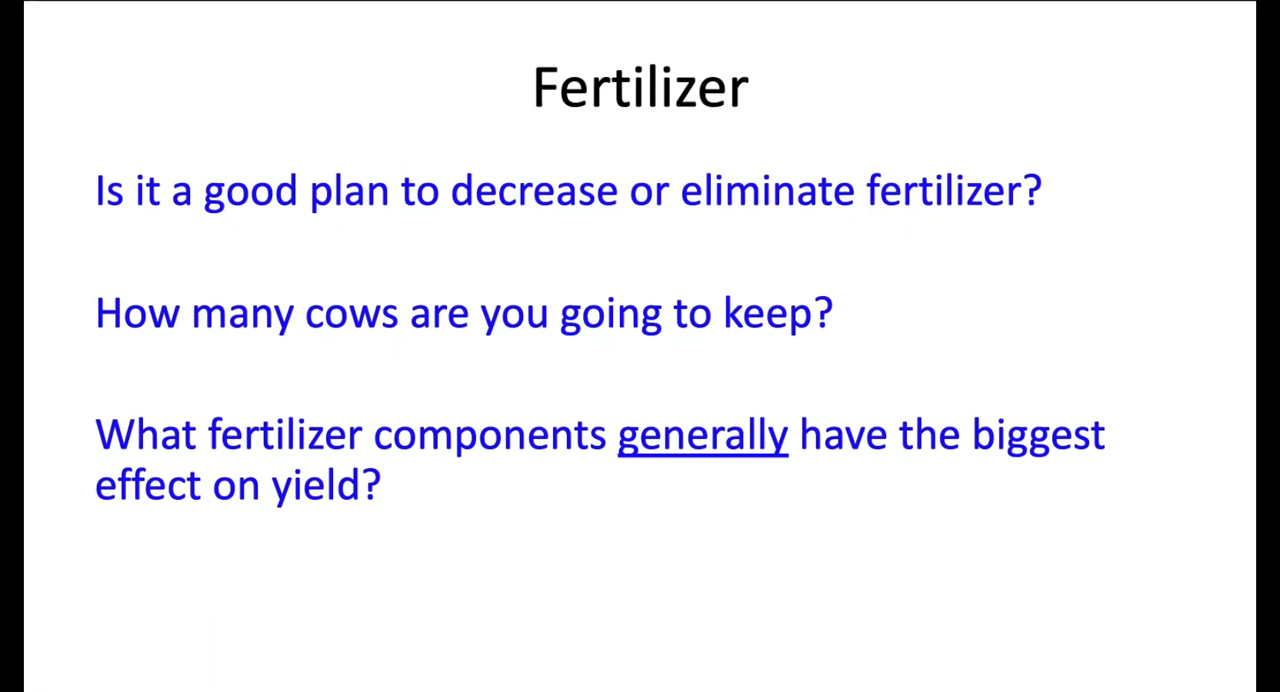 Fertilizer
Is it a good plan to decrease or eliminate fertilizer?
How many cows are you going to keep?
What fertilizer components generally have the biggest
effect on yield?